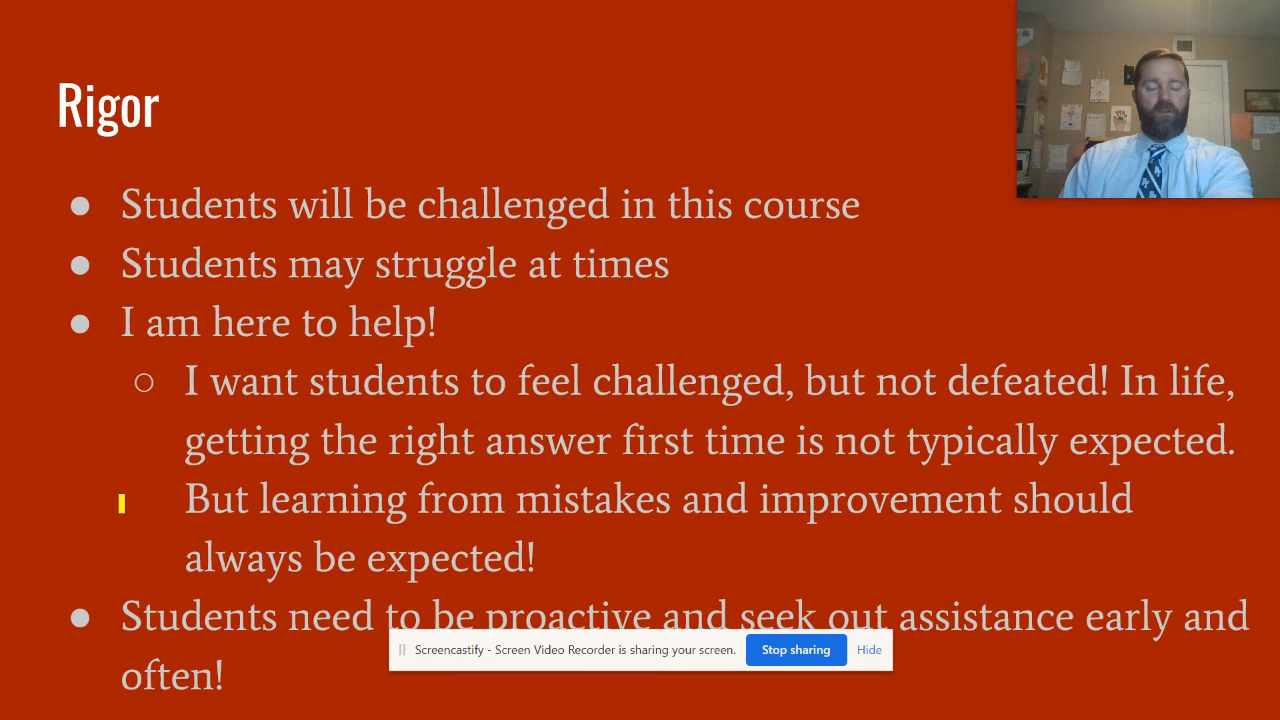 Rigor
Students will be challenged in this course
Students may struggle at times
I am here to help!
I want students to feel challenged, but not defeated! In life,
getting the right answer first time is not typically expected.
But learning from mistakes and improvement should
always be expected!
Students need to be proactive and seek out assistance early and
often!
Screencastify - Screen Video Recorder is sharing your screen. Stop sharing Hide